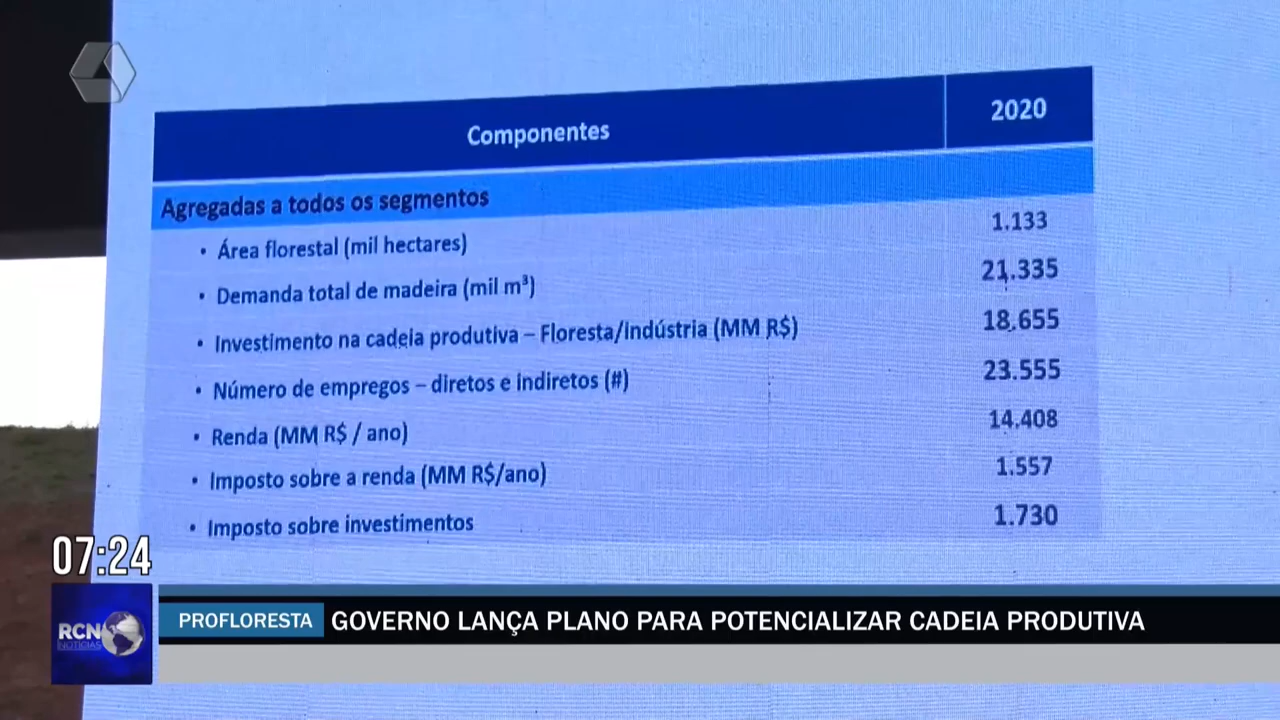 Componentes 2020
Agregadas a todos os segmentos
• Área florestal (mil hectares) 1.133
• Demanda total de madeira (mil m³) 21.335
• Investimento na cadeia produtiva – Floresta/indústria (MM R$) 18.655
• Número de empregos – diretos e indiretos (#) 23.555
• Renda (MM R$ / ano) 14.408
• Imposto sobre a renda (MM R$/ano) 1.557
• Imposto sobre investimentos 1.730
07:24
RCN
NOTÍCIAS
PROFLORESTA GOVERNO LANÇA PLANO PARA POTENCIALIZAR CADEIA PRODUTIVA